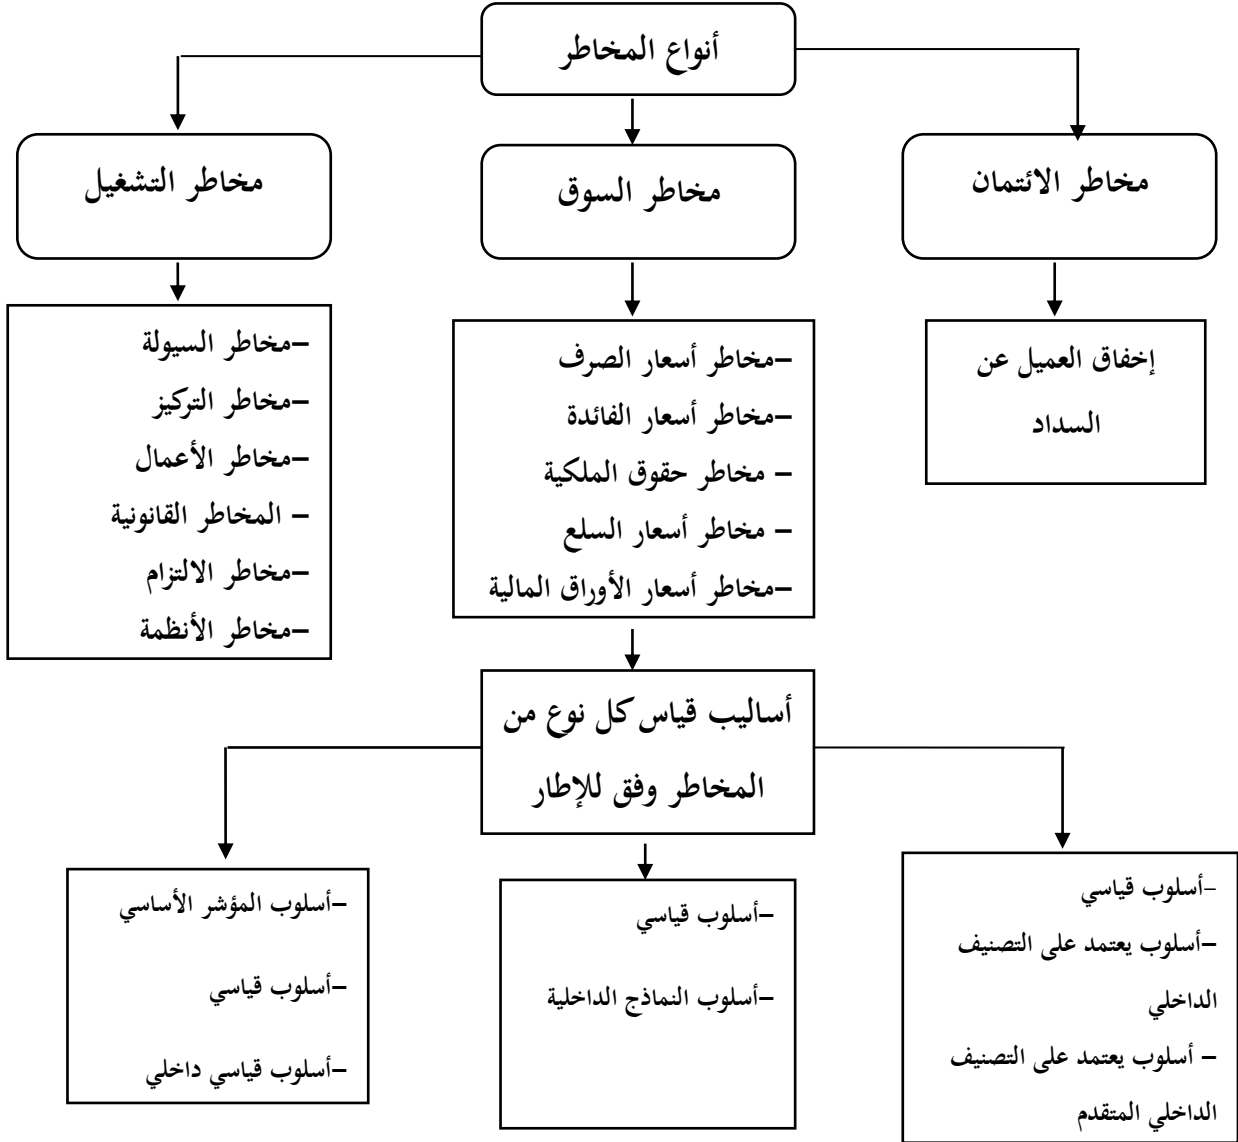 أنواع المخاطر
مخاطر الائتمان
مخاطر السوق
مخاطر التشغيل
إخفاق العميل عن
السداد
–مخاطر أسعار الصرف
–مخاطر أسعار الفائدة
– مخاطر حقوق الملكية
– مخاطر أسعار السلع
–مخاطر أسعار الأوراق المالية
–مخاطر السيولة
–مخاطر التركيز
–مخاطر الأعمال
– المخاطر القانونية
–مخاطر الالتزام
–مخاطر الأنظمة
أساليب قياس كل نوع من
المخاطر وفق للإطار
-أسلوب قياسي
–أسلوب يعتمد على التصنيف
الداخلي
– أسلوب يعتمد على التصنيف
الداخلي المتقدم
–أسلوب قياسي
–أسلوب النماذج الداخلية
–أسلوب المؤشر الأساسي
–أسلوب قياسي
–أسلوب قياسي داخلي